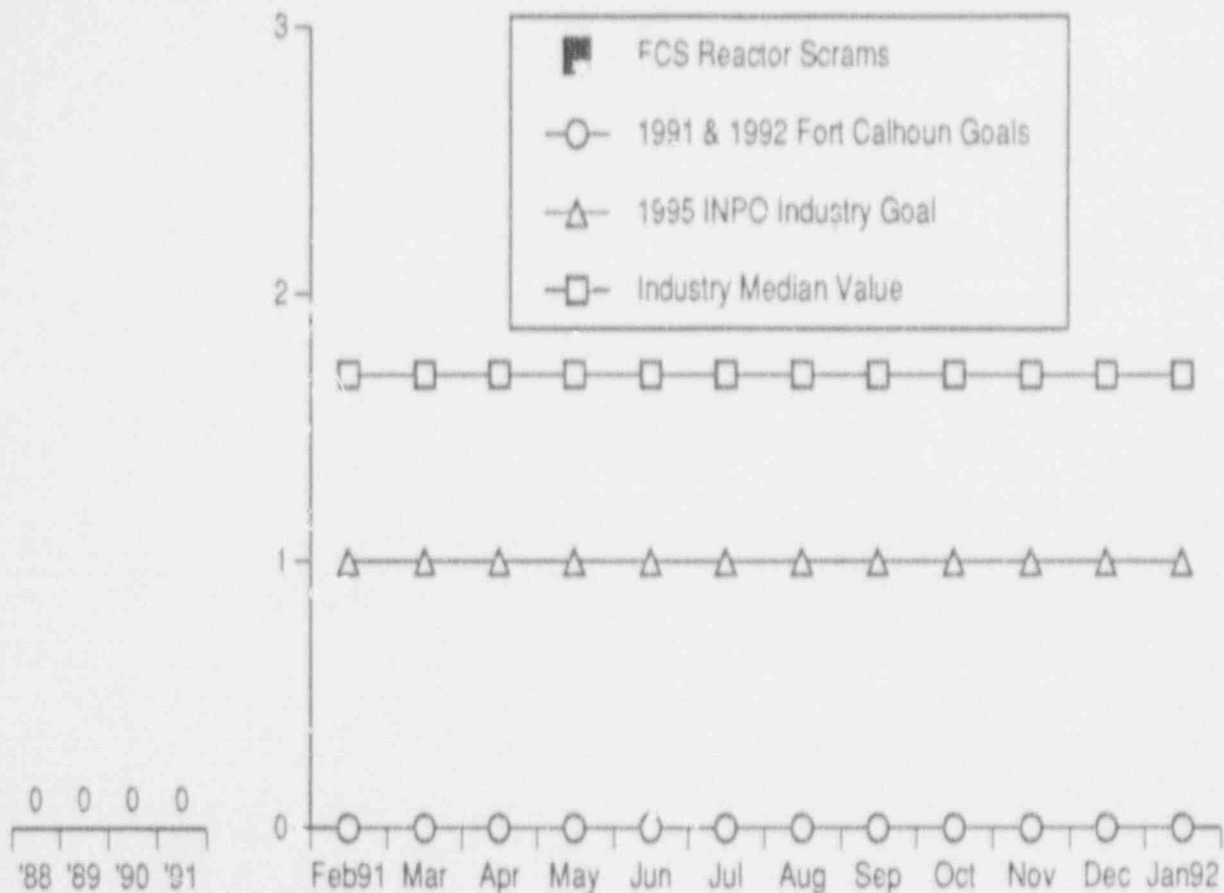 3
FCS Reactor Scrams
1991 & 1992 Fort Calhoun Goals
1995 INPO Industry Goal
2
Industry Median Value
1
0 0 0 0
0
'88 '89 '90 '91
Feb91 Mar Apr May Jun Jul Aug Sep Oct Nov Dec Jan92